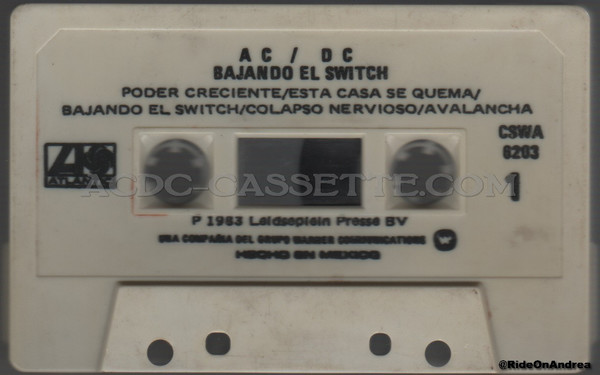 AC / DC
BAJANDO EL SWITCH
PODER CRECIENTE/ESTA CASA SE QUEMA/
BAJANDO EL SWITCH/COLAPSO NERVIOSO/AVALANCHA
CSWA
6203
ATLANTIC
ACDC-CASSETTE.COM
1
P 1983 Leidseplein Presse BV
UNA COMPAÑIA DEL GRUPO WARNER COMMUNICATIONS
HECHO EN MEXICO
@RideOnAndrea